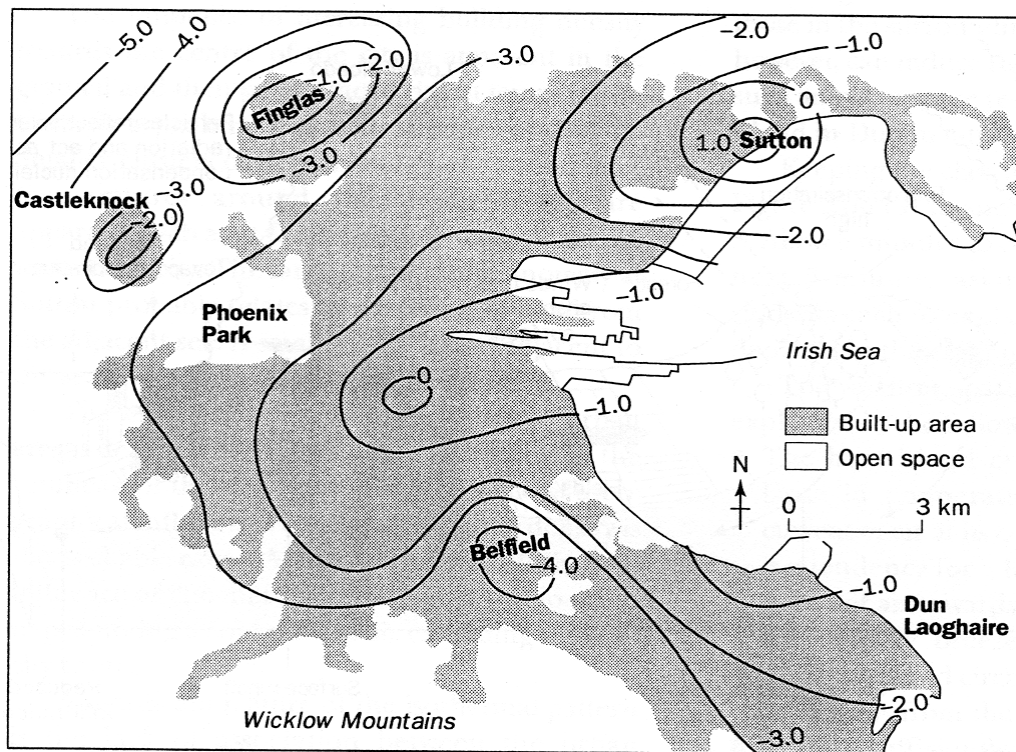 –5.0
–4.0
–3.0
–2.0
–1.0
Finglas
–3.0
–2.0
–1.0
0
1.0 Sutton
–2.0
Castleknock
–3.0
–2.0
Phoenix
Park
–1.0
Irish Sea
0
–1.0
Built-up area
Open space
N
0 3 km
Belfield
–4.0
–1.0
Dun
Laoghaire
–2.0
–3.0
Wicklow Mountains